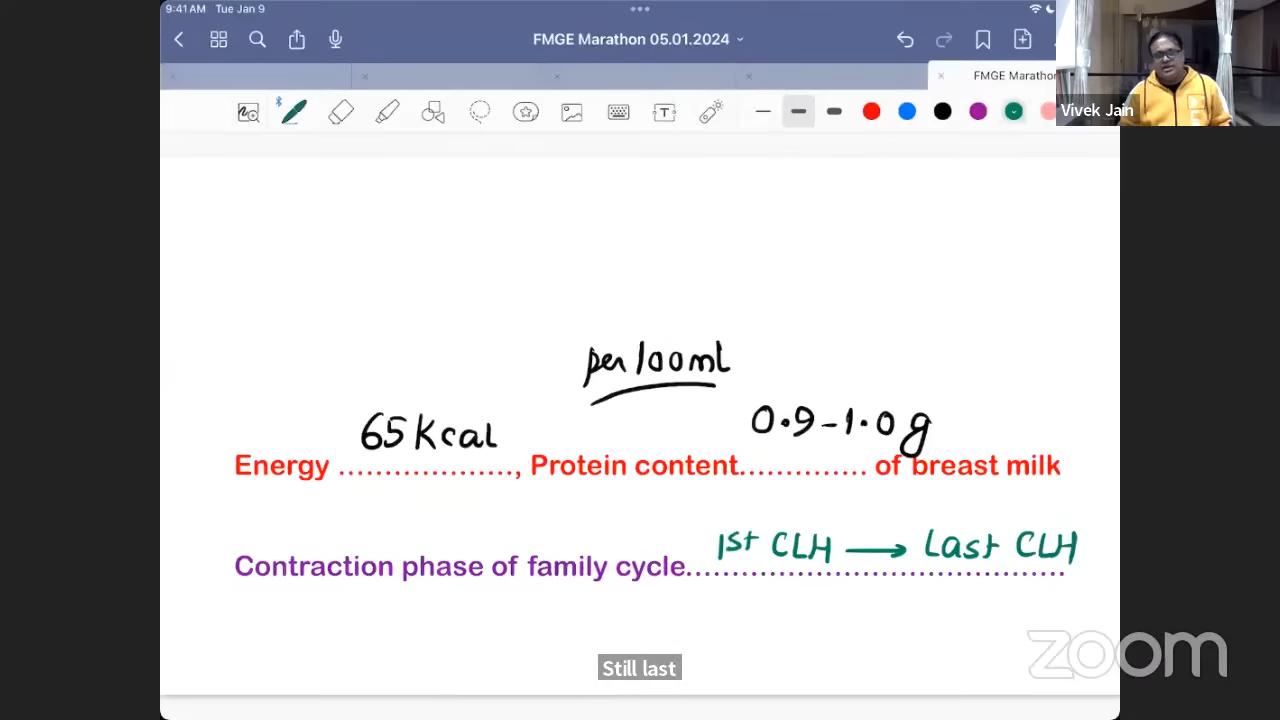 9:41 AM Tue Jan 9
FMGE Marathon 05.01.2024
FMGE Maratho
Vivek Jain
per 100ml
65 Kcal 0.9-1.0g
Energy ..................., Protein content.............. of breast milk
1st CLH → Last CLH
Contraction phase of family cycle..........................................
zoom
Still last